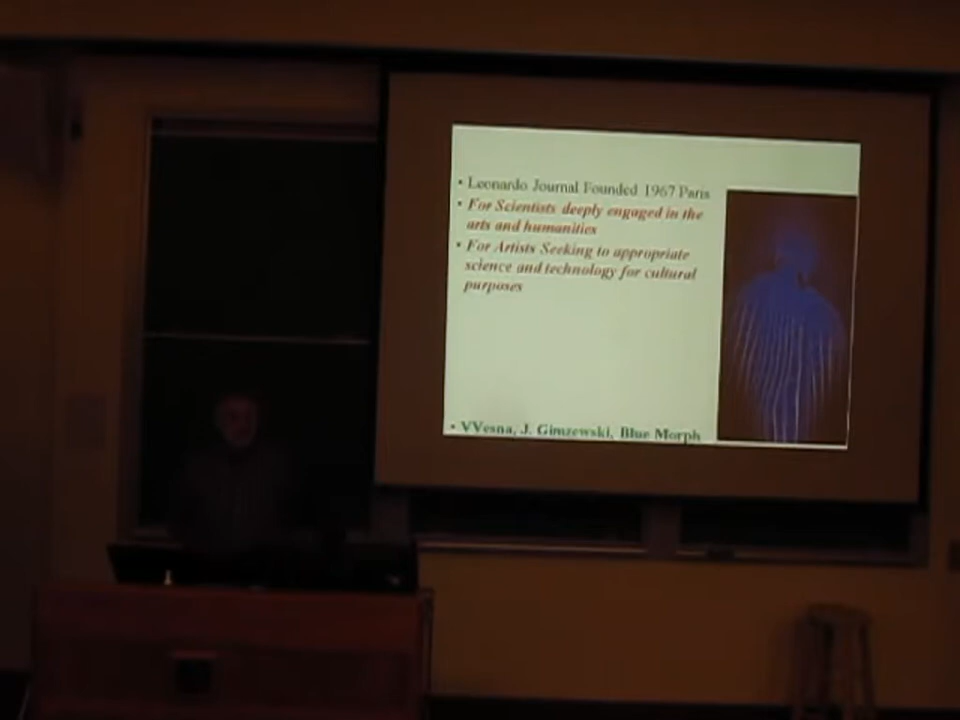 • Leonardo Journal Founded 1967 Paris
• For Scientists deeply engaged in the
arts and humanities
• For Artists Seeking to appropriate
science and technology for cultural
purposes
• VVesna, J. Gimzewski, Blue Morph